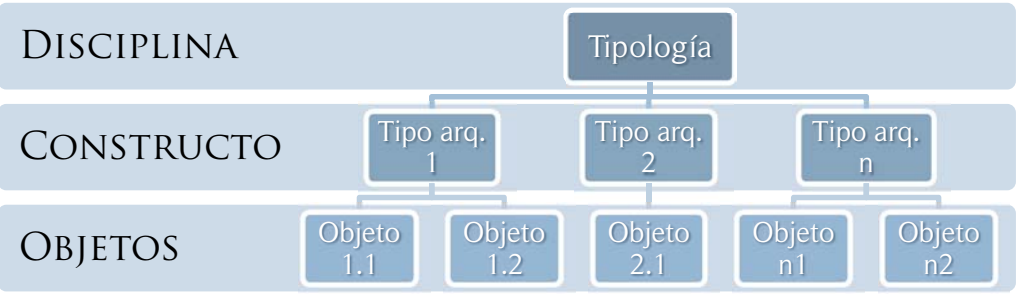 DISCIPLINA
Tipología
CONSTRUCTO
Tipo arq.
1
Tipo arq.
2
Tipo arq.
n
OBJETOS
Objeto
1.1
Objeto
1.2
Objeto
2.1
Objeto
n1
Objeto
n2